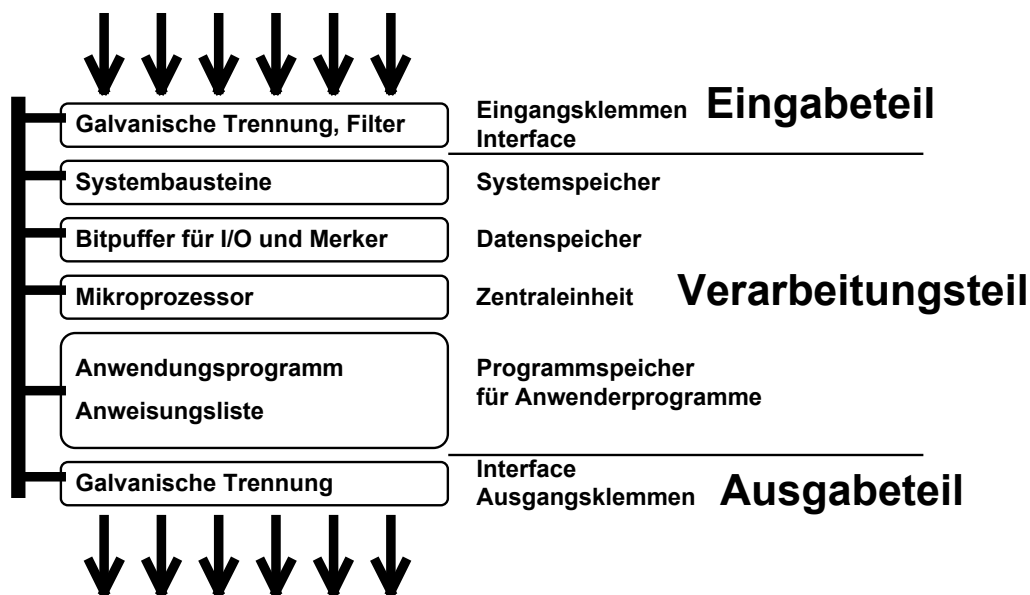 Galvanische Trennung, Filter
Eingangsklemmen
Interface
Eingabeteil
Systembausteine
Systemspeicher
Bitpuffer für I/O und Merker
Datenspeicher
Mikroprozessor
Zentraleinheit
Verarbeitungsteil
Anwendungsprogramm
Anweisungsliste
Programmspeicher
für Anwenderprogramme
Galvanische Trennung
Interface
Ausgangsklemmen
Ausgabeteil